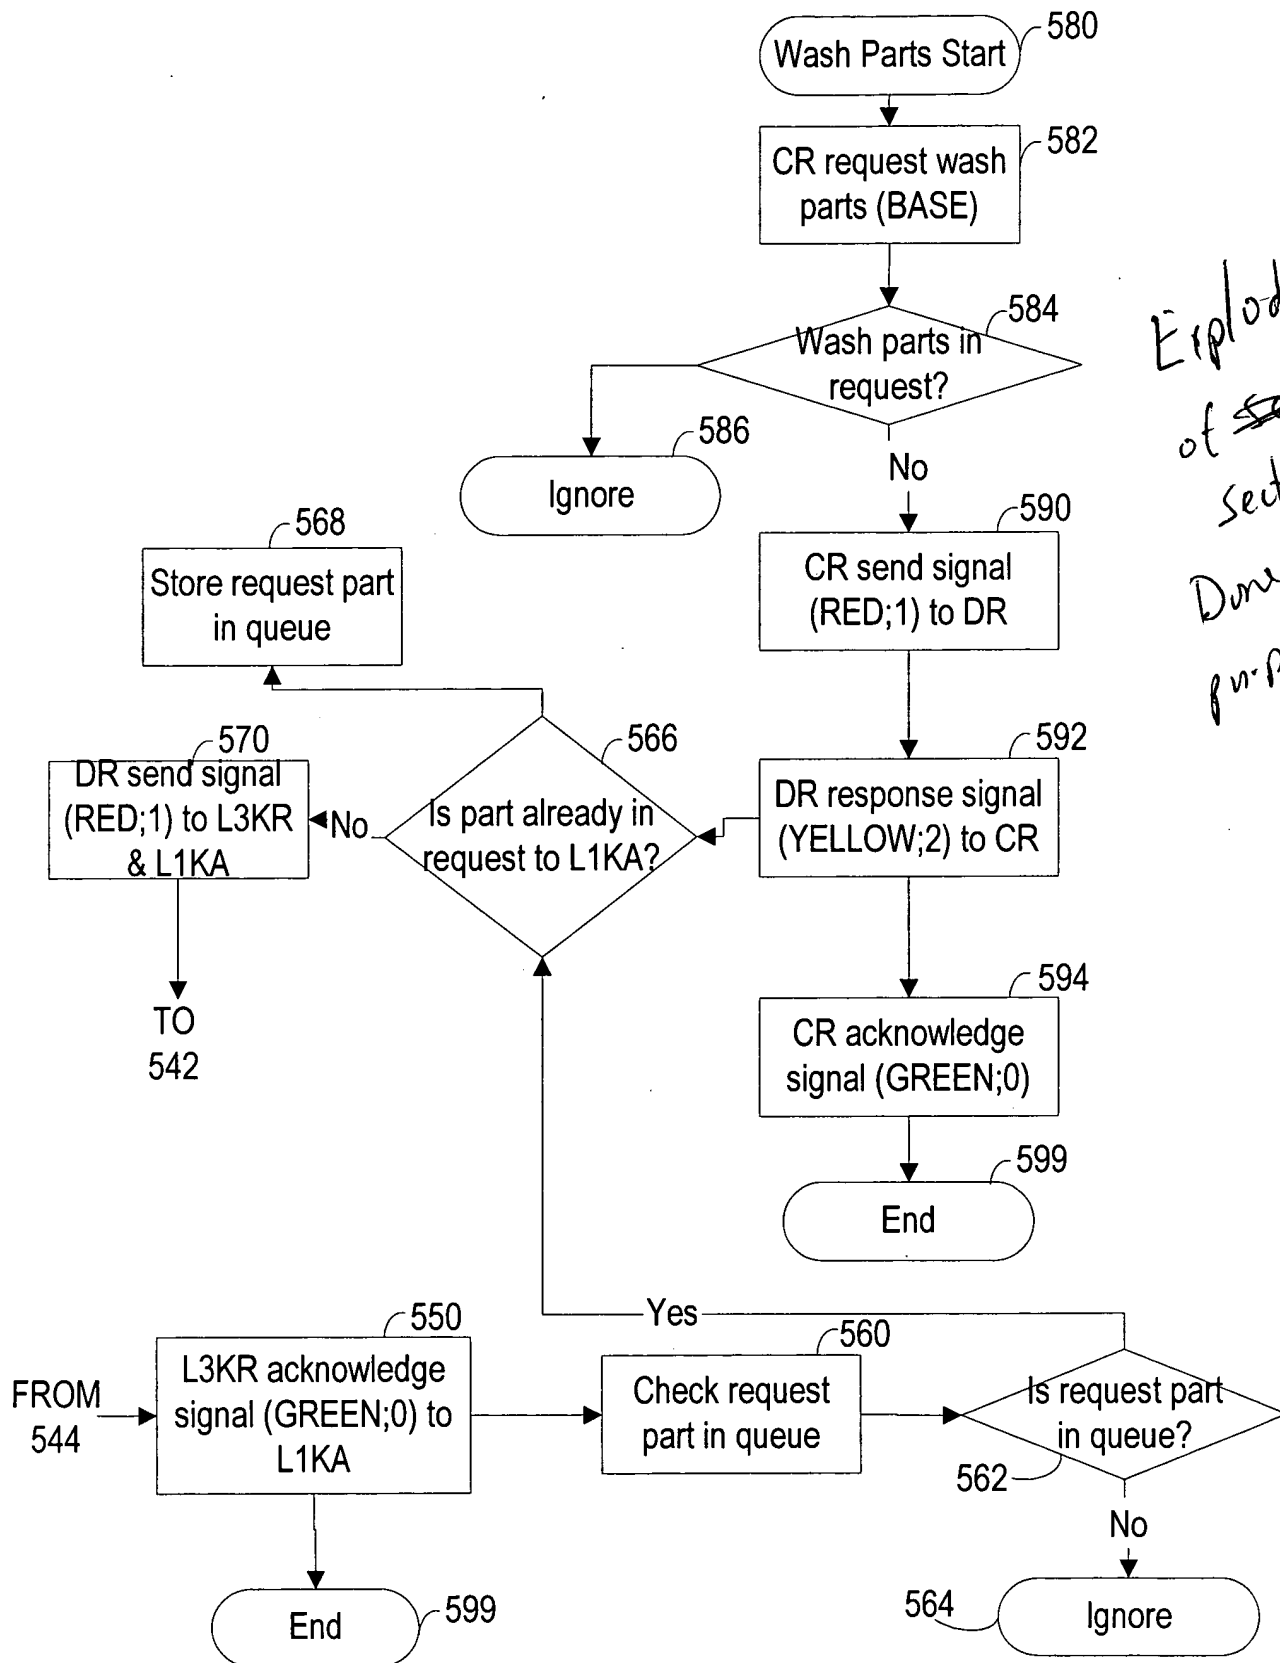 Wash Parts Start
580
CR request wash
parts (BASE)
582
Wash parts in
request?
584
Ignore
586
No
CR send signal
(RED;1) to DR
590
Store request part
in queue
568
DR send signal
(RED;1) to L3KR
& L1KA
570
No
Is part already in
request to L1KA?
566
DR response signal
(YELLOW;2) to CR
592
TO
542
CR acknowledge
signal (GREEN;0)
594
End
599
Yes
FROM
544
L3KR acknowledge
signal (GREEN;0) to
L1KA
550
Check request
part in queue
560
Is request part
in queue?
562
No
End
599
Ignore
564
of